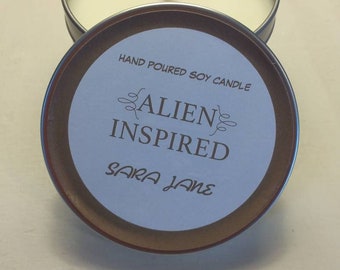 HAND POURED SOY CANDLE
ALIEN
INSPIRED
SARA JANE